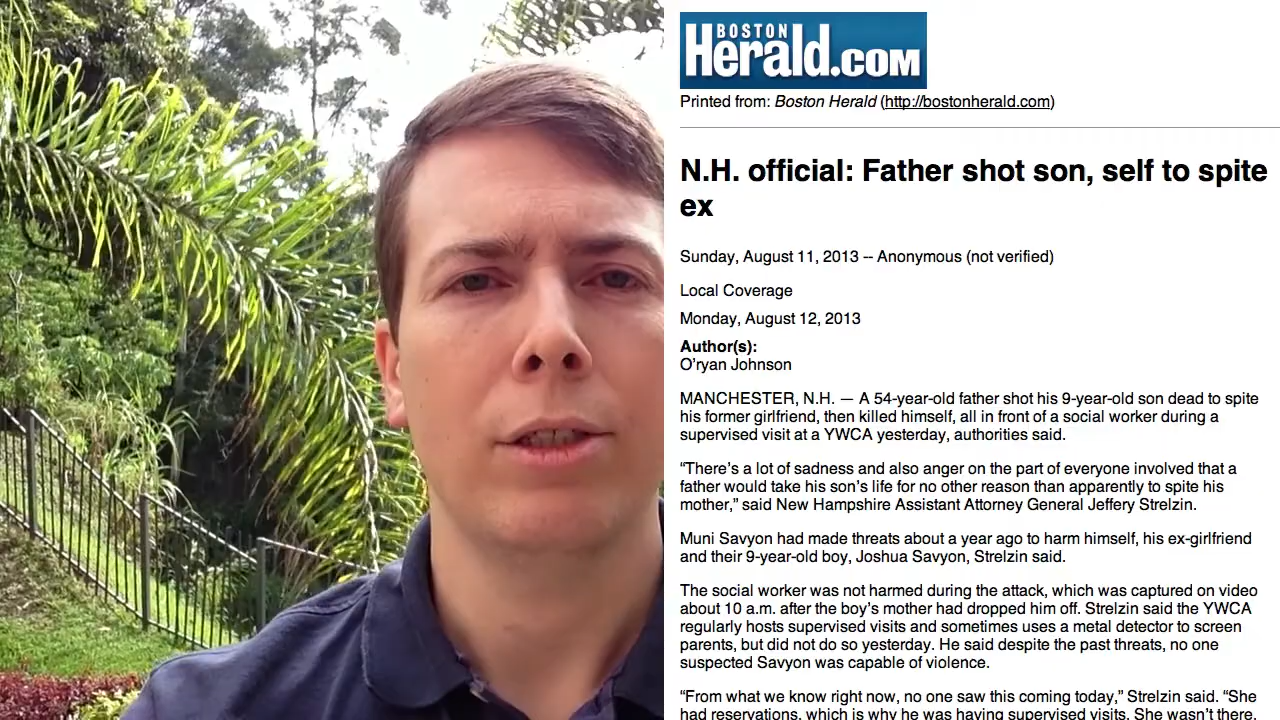 BOSTON
Herald.com
Printed from: Boston Herald (http://bostonherald.com)
N.H. official: Father shot son, self to spite
ex
Sunday, August 11, 2013 -- Anonymous (not verified)
Local Coverage
Monday, August 12, 2013
Author(s):
O'ryan Johnson
MANCHESTER, N.H. — A 54-year-old father shot his 9-year-old son dead to spite
his former girlfriend, then killed himself, all in front of a social worker during a
supervised visit at a YWCA yesterday, authorities said.
“There’s a lot of sadness and also anger on the part of everyone involved that a
father would take his son’s life for no other reason than apparently to spite his
mother,” said New Hampshire Assistant Attorney General Jeffery Strelzin.
Muni Savyon had made threats about a year ago to harm himself, his ex-girlfriend
and their 9-year-old boy, Joshua Savyon, Strelzin said.
The social worker was not harmed during the attack, which was captured on video
about 10 a.m. after the boy’s mother had dropped him off. Strelzin said the YWCA
regularly hosts supervised visits and sometimes uses a metal detector to screen
parents, but did not do so yesterday. He said despite the past threats, no one
suspected Savyon was capable of violence.
“From what we know right now, no one saw this coming today,” Strelzin said. “She
had reservations, which is why he was having supervised visits. She wasn’t there.